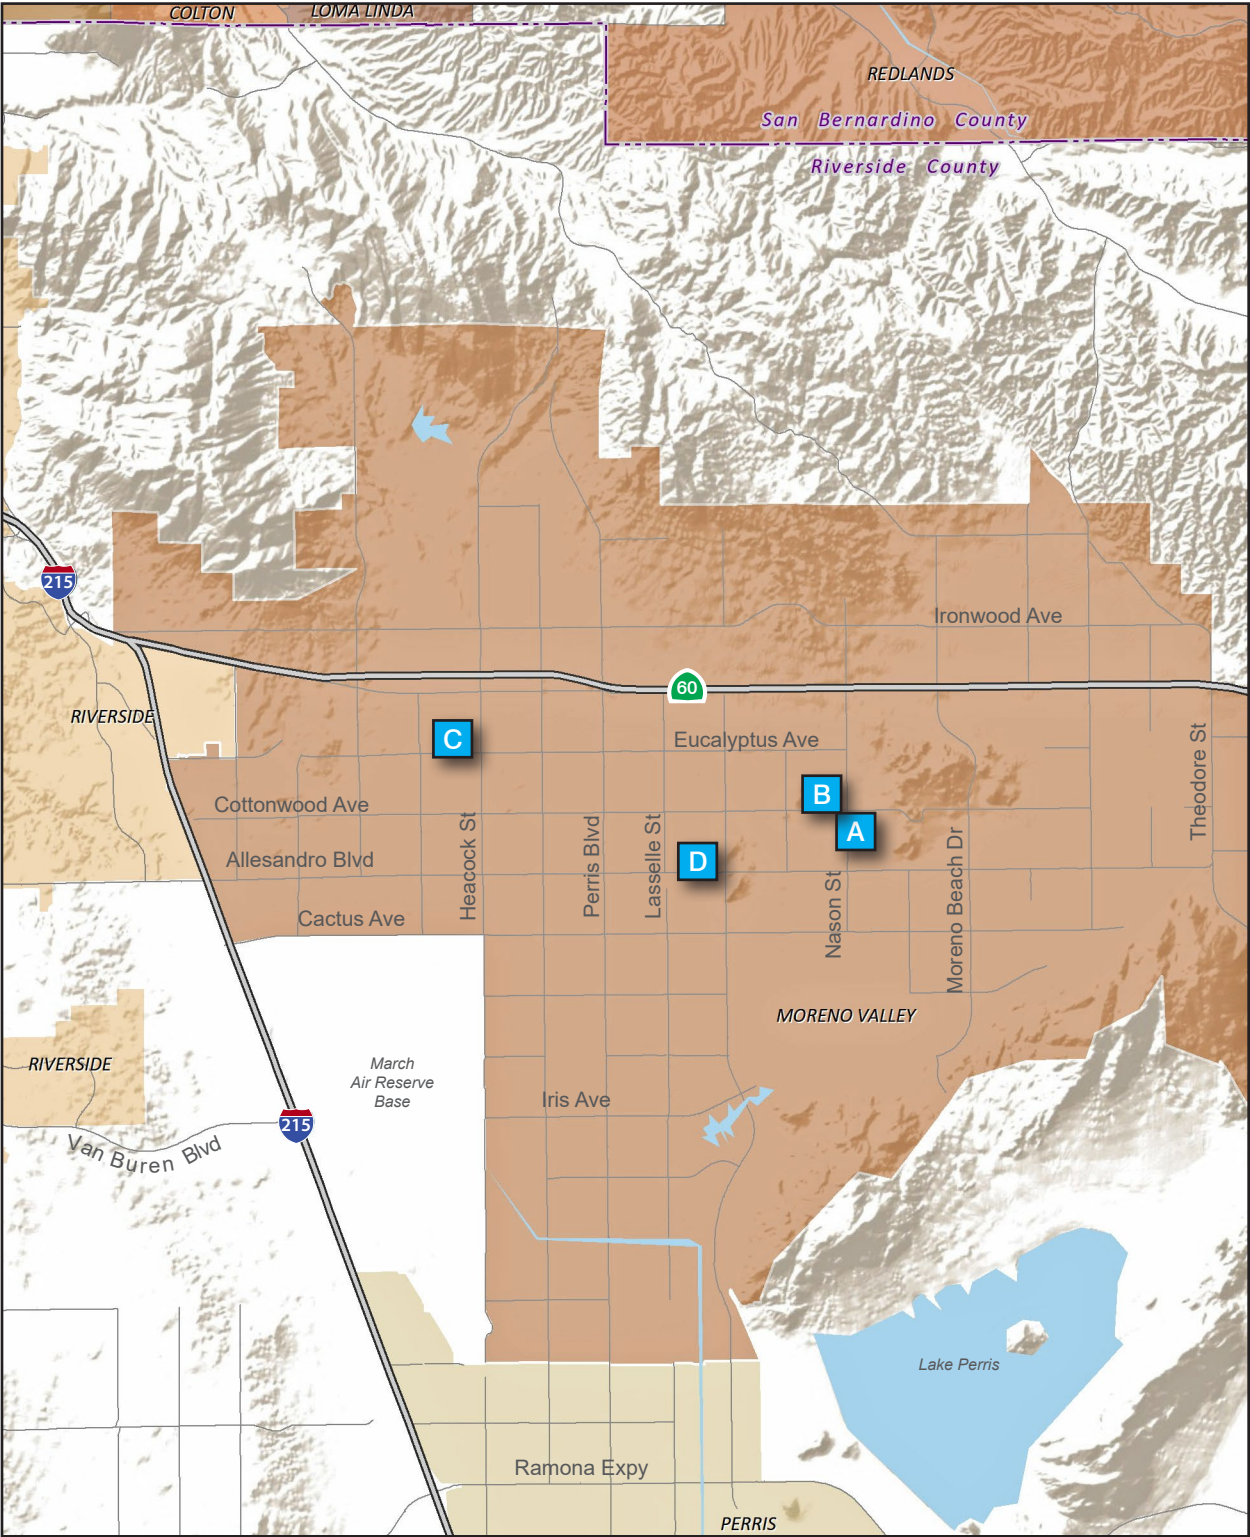 COLTON
LOMA LINDA
REDLANDS
San Bernardino County
Riverside County
215
Ironwood Ave
60
RIVERSIDE
C
Eucalyptus Ave
Theodore St
B
Cottonwood Ave
A
Heacock St
Perris Blvd
Lasselle St
D
Allesandro Blvd
Nason St
Moreno Beach Dr
Cactus Ave
MORENO VALLEY
RIVERSIDE
March
Air Reserve
Base
Iris Ave
215
Van Buren Blvd
Lake Perris
Ramona Expy
PERRIS